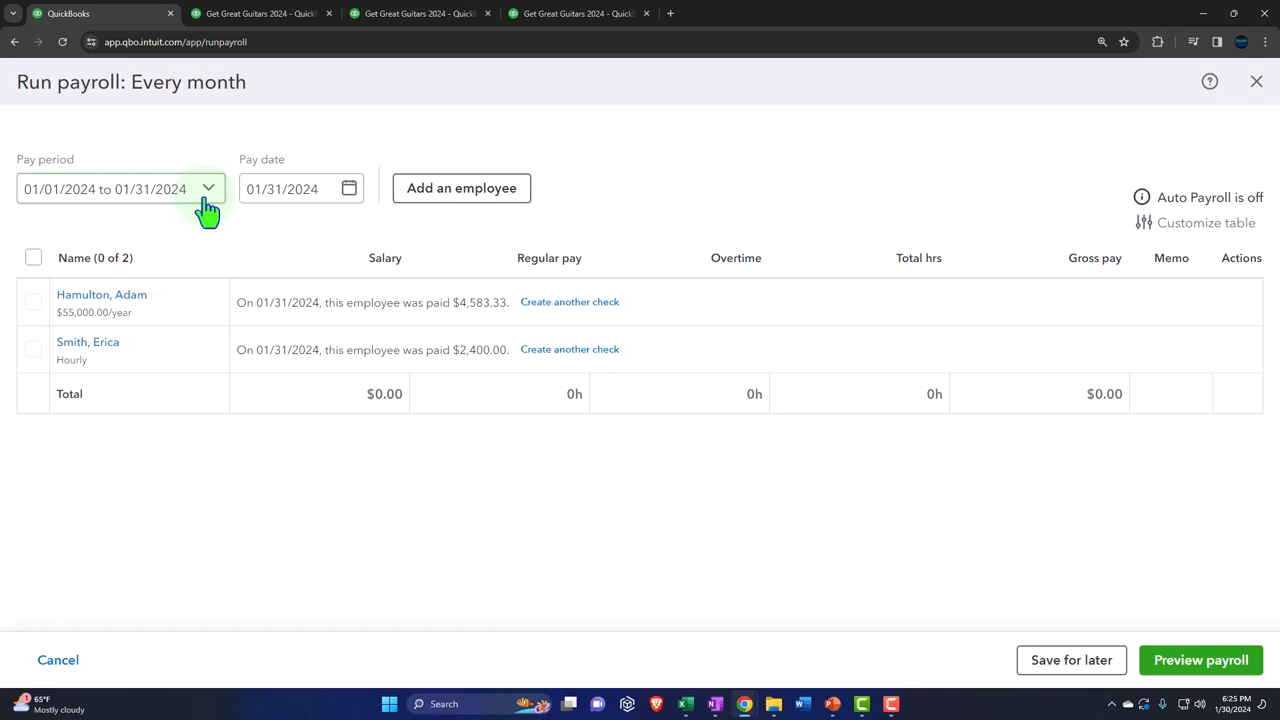 QuickBooks
Get Great Guitars 2024 - QuickB
Get Great Guitars 2024 - QuickB
Get Great Guitars 2024 - QuickB
app.qbo.intuit.com/app/runpayroll
Run payroll: Every month
Pay period
Pay date
01/01/2024 to 01/31/2024
01/31/2024
Add an employee
Auto Payroll is off
Customize table
Name (0 of 2) Salary Regular pay Overtime Total hrs Gross pay Memo Actions
Hamulton, Adam
$55,000.00/year
On 01/31/2024, this employee was paid $4,583.33. Create another check
Smith, Erica
Hourly
On 01/31/2024, this employee was paid $2,400.00. Create another check
Total $0.00 0h 0h 0h $0.00
Cancel
Save for later
Preview payroll
65°F
Mostly cloudy
Search
6:25 PM
1/30/2024